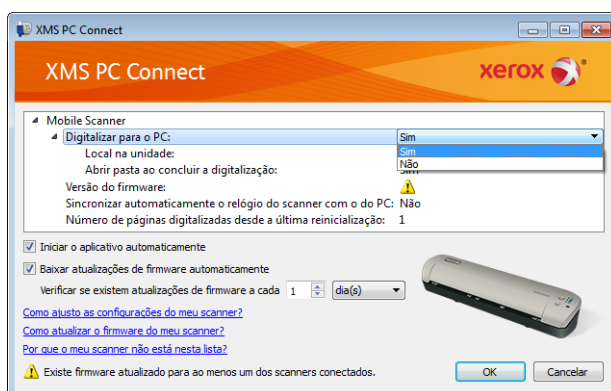 XMS PC Connect
XMS PC Connect
xerox
Mobile Scanner
Digitalizar para o PC: Sim
Sim
Local na unidade:
Não
Abrir pasta ao concluir a digitalização: Sim
Versão do firmware:
Sincronizar automaticamente o relógio do scanner com o do PC: Não
Número de páginas digitalizadas desde a última reinicialização: 1
Iniciar o aplicativo automaticamente
Baixar atualizações de firmware automaticamente
Verificar se existem atualizações de firmware a cada 1 dia(s)
Como ajusto as configurações do meu scanner?
Como atualizar o firmware do meu scanner?
Por que o meu scanner não está nesta lista?
Existe firmware atualizado para ao menos um dos scanners conectados.
OK Cancelar